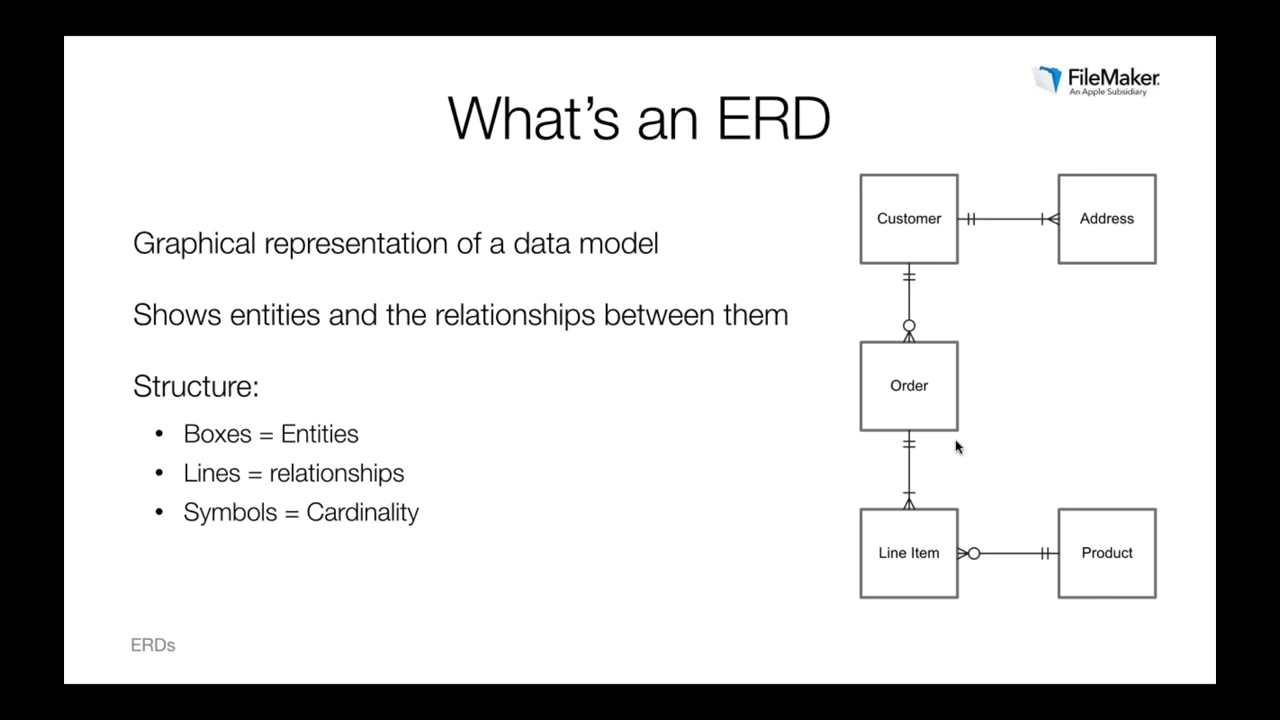 FileMaker.
An Apple Subsidiary
What's an ERD
Graphical representation of a data model
Shows entities and the relationships between them
Structure:
• Boxes = Entities
• Lines = relationships
• Symbols = Cardinality
Customer
Address
Order
Line Item
Product
ERDs